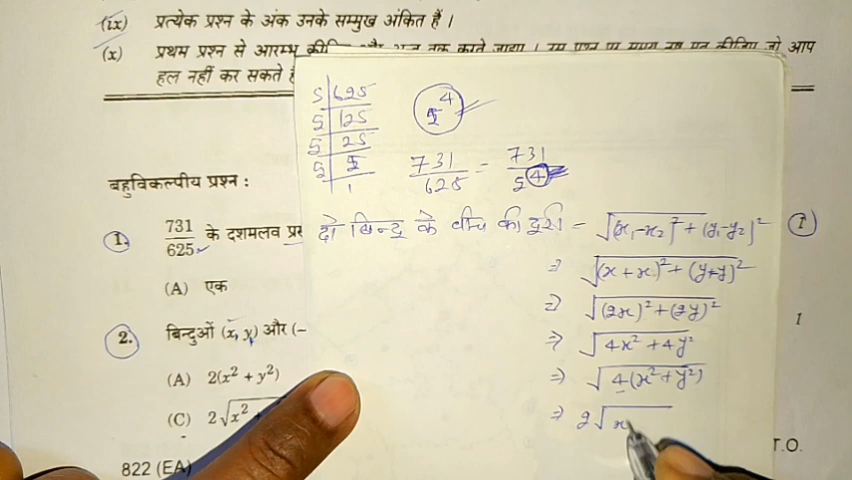 (ix) प्रत्येक प्रश्न के अंक उनके सम्मुख अंकित हैं ।
(x) प्रथम प्रश्न से आरम्भ
हल नहीं कर सकते
आप
बहुविकल्पीय प्रश्न :
1. 731/625 के दशमलव
(A) एक
2. बिन्दुओं (x, y) और (–
(A) 2(x² + y²)
(C) 2√x²
822 (EA)
5 | 625
5 | 125
5 | 25
5 | 5
1
5⁴
731/625 = 731/5⁴
दो बिन्दु के बीच की दूरी = √(x₁-x₂)² + (y₁-y₂)²
⇒ √(x+x)² + (y+y)²
⇒ √(2x)² + (2y)²
⇒ √4x² + 4y²
⇒ √4(x² + y²)
⇒ 2√x
1
1
T.O.